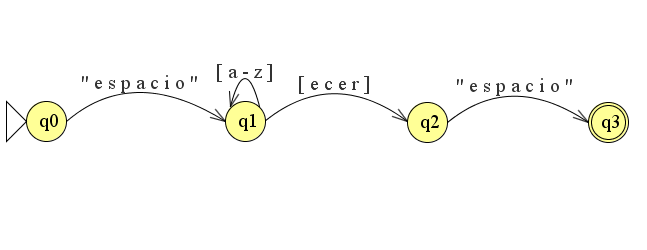 "espacio" [a-z] [ecer] "espacio"
q0 q1 q2 q3